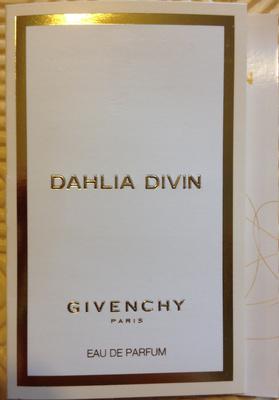 DAHLIA DIVIN
GIVENCHY
PARIS
EAU DE PARFUM